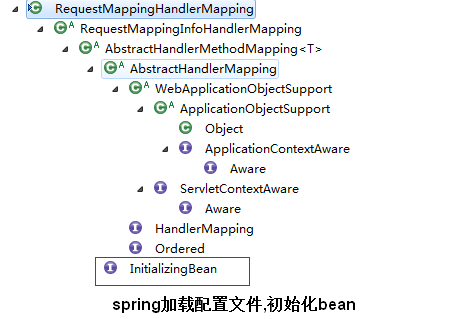 RequestMappingHandlerMapping
A RequestMappingInfoHandlerMapping
A AbstractHandlerMethodMapping<T>
A AbstractHandlerMapping
WebApplicationObjectSupport
A ApplicationObjectSupport
Object
ApplicationContextAware
Aware
ServletContextAware
Aware
HandlerMapping
Ordered
InitializingBean
spring加载配置文件,初始化bean